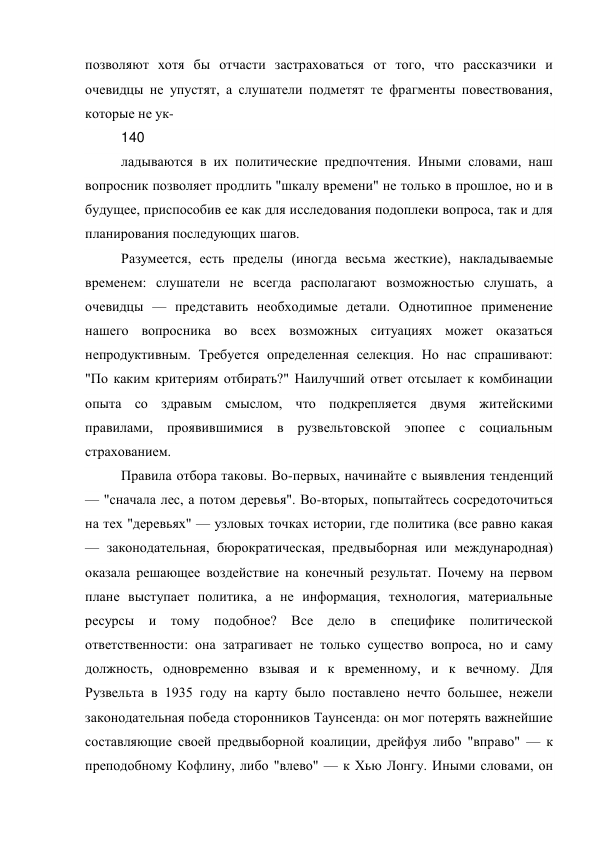 позволяют хотя бы отчасти застраховаться от того, что рассказчики и
очевидцы не упустят, а слушатели подметят те фрагменты повествования,
которые не ук-
140
ладываются в их политические предпочтения. Иными словами, наш
вопросник позволяет продлить "шкалу времени" не только в прошлое, но и в
будущее, приспособив ее как для исследования подоплеки вопроса, так и для
планирования последующих шагов.
Разумеется, есть пределы (иногда весьма жесткие), накладываемые
временем: слушатели не всегда располагают возможностью слушать, а
очевидцы — представить необходимые детали. Однотипное применение
нашего вопросника во всех возможных ситуациях может оказаться
непродуктивным. Требуется определенная селекция. Но нас спрашивают:
"По каким критериям отбирать?" Наилучший ответ отсылает к комбинации
опыта со здравым смыслом, что подкрепляется двумя житейскими
правилами, проявившимися в рузвельтовской эпопее с социальным
страхованием.
Правила отбора таковы. Во-первых, начинайте с выявления тенденций
— "сначала лес, а потом деревья". Во-вторых, попытайтесь сосредоточиться
на тех "деревьях" — узловых точках истории, где политика (все равно какая
— законодательная, бюрократическая, предвыборная или международная)
оказала решающее воздействие на конечный результат. Почему на первом
плане выступает политика, а не информация, технология, материальные
ресурсы и тому подобное? Все дело в специфике политической
ответственности: она затрагивает не только существо вопроса, но и саму
должность, одновременно взывая и к временному, и к вечному. Для
Рузвельта в 1935 году на карту было поставлено нечто большее, нежели
законодательная победа сторонников Таунсенда: он мог потерять важнейшие
составляющие своей предвыборной коалиции, дрейфуя либо "вправо" — к
преподобному Кофлину, либо "влево" — к Хью Лонгу. Иными словами, он